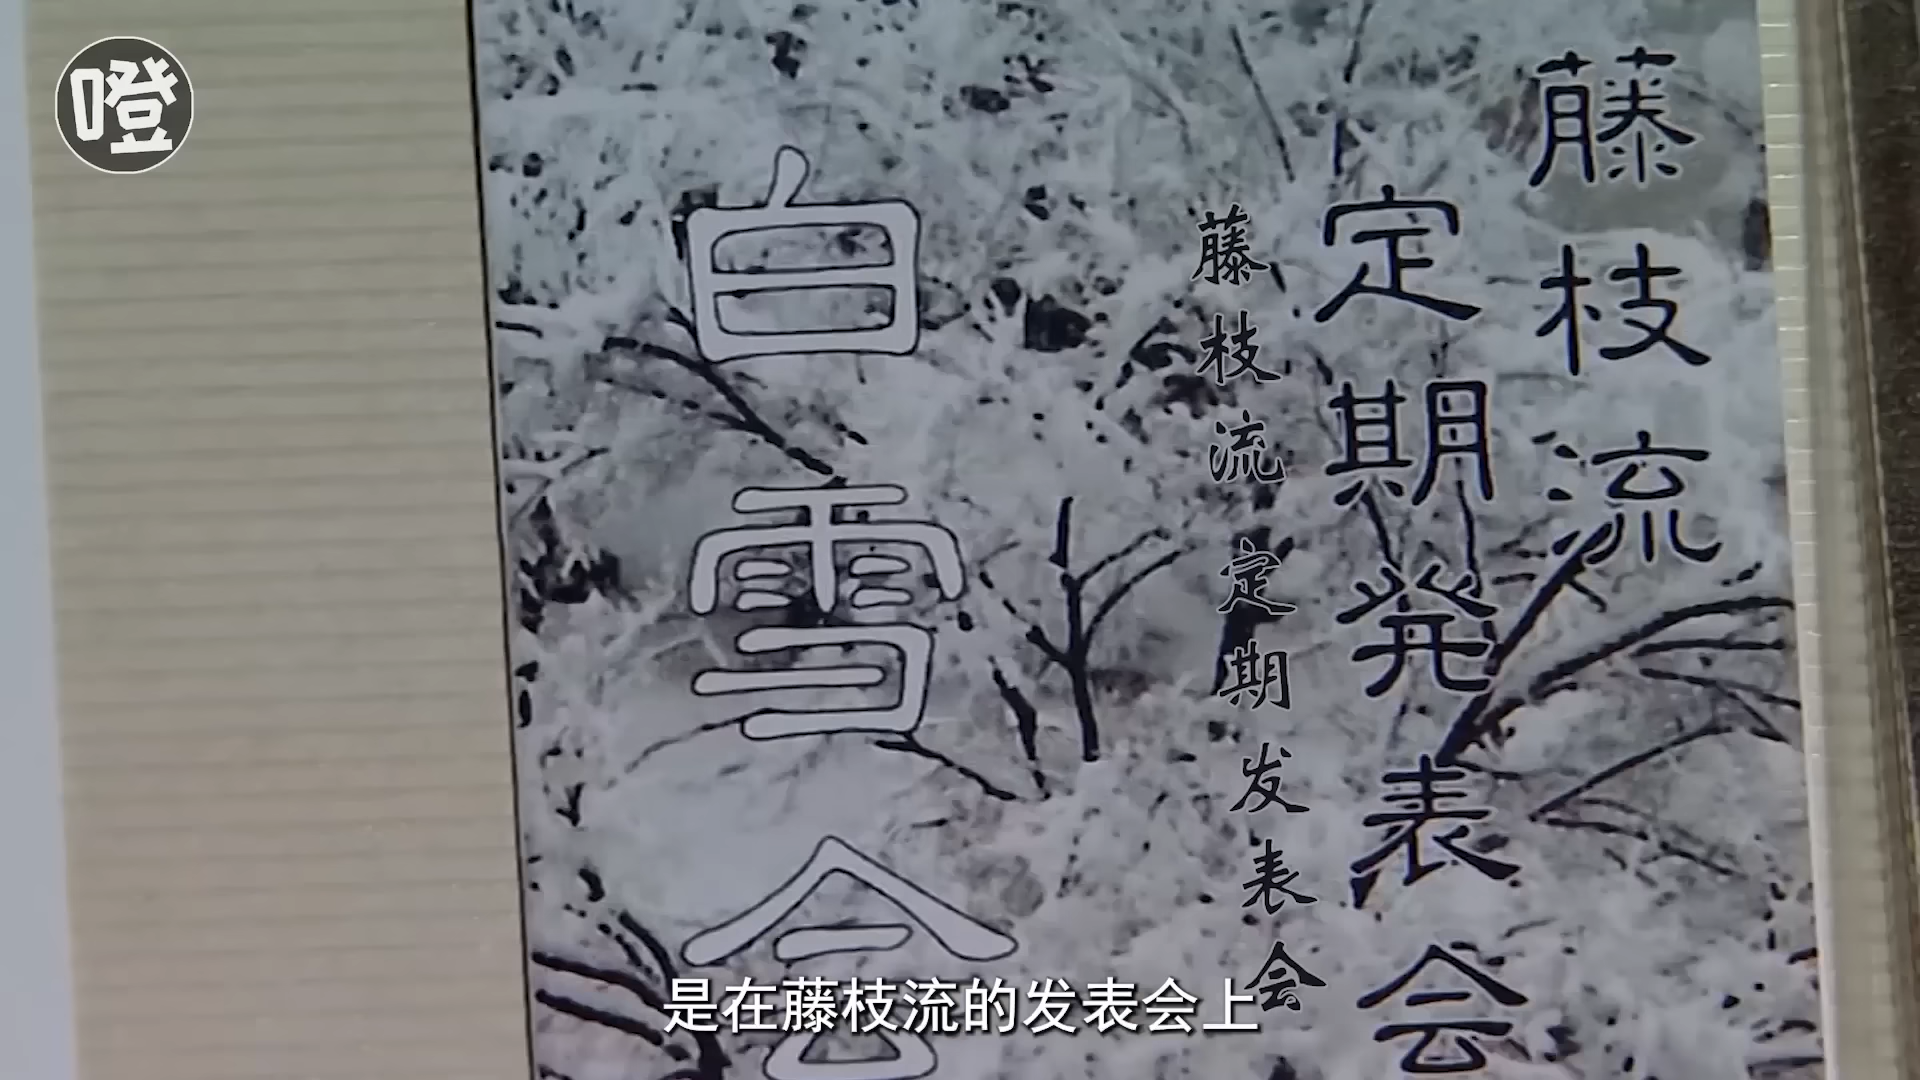 噔
藤枝流
定期発表会
藤枝流 定期发表会
白雪会
是在藤枝流的发表会上